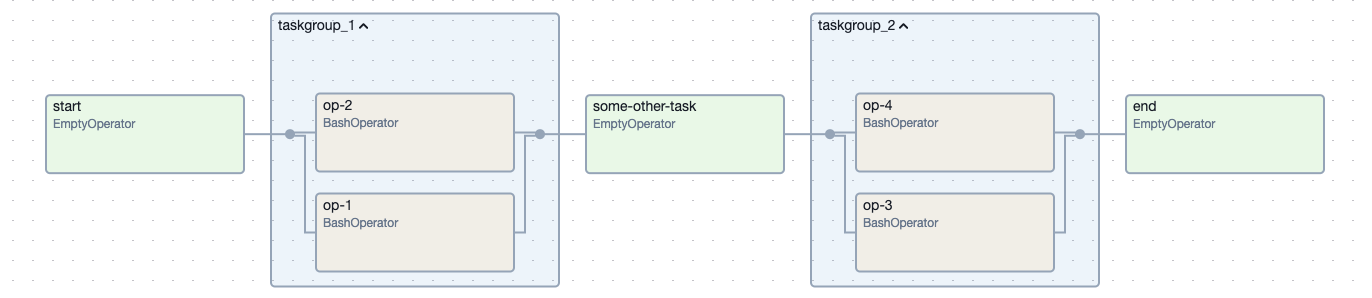 start
EmptyOperator
taskgroup_1
op-2
BashOperator
op-1
BashOperator
some-other-task
EmptyOperator
taskgroup_2
op-4
BashOperator
op-3
BashOperator
end
EmptyOperator